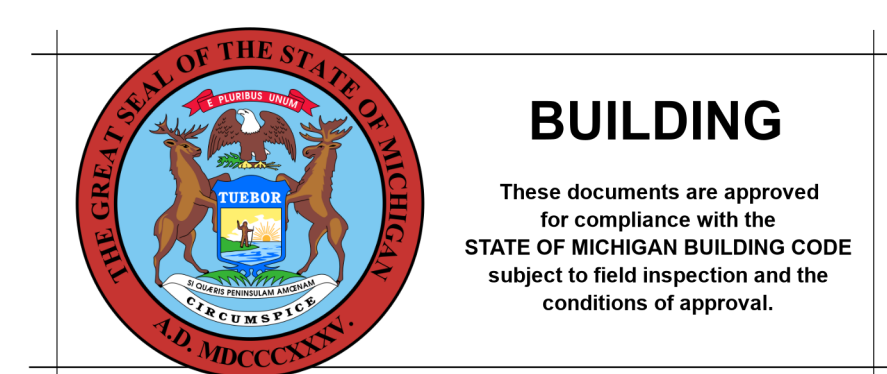 THE GREAT SEAL OF THE STATE OF MICHIGAN
E PLURIBUS UNUM
TUEBOR
SI QUÆRIS PENINSULAM AMŒNAM
CIRCUMSPICE
A.D. MDCCCXXXV.
BUILDING
These documents are approved
for compliance with the
STATE OF MICHIGAN BUILDING CODE
subject to field inspection and the
conditions of approval.